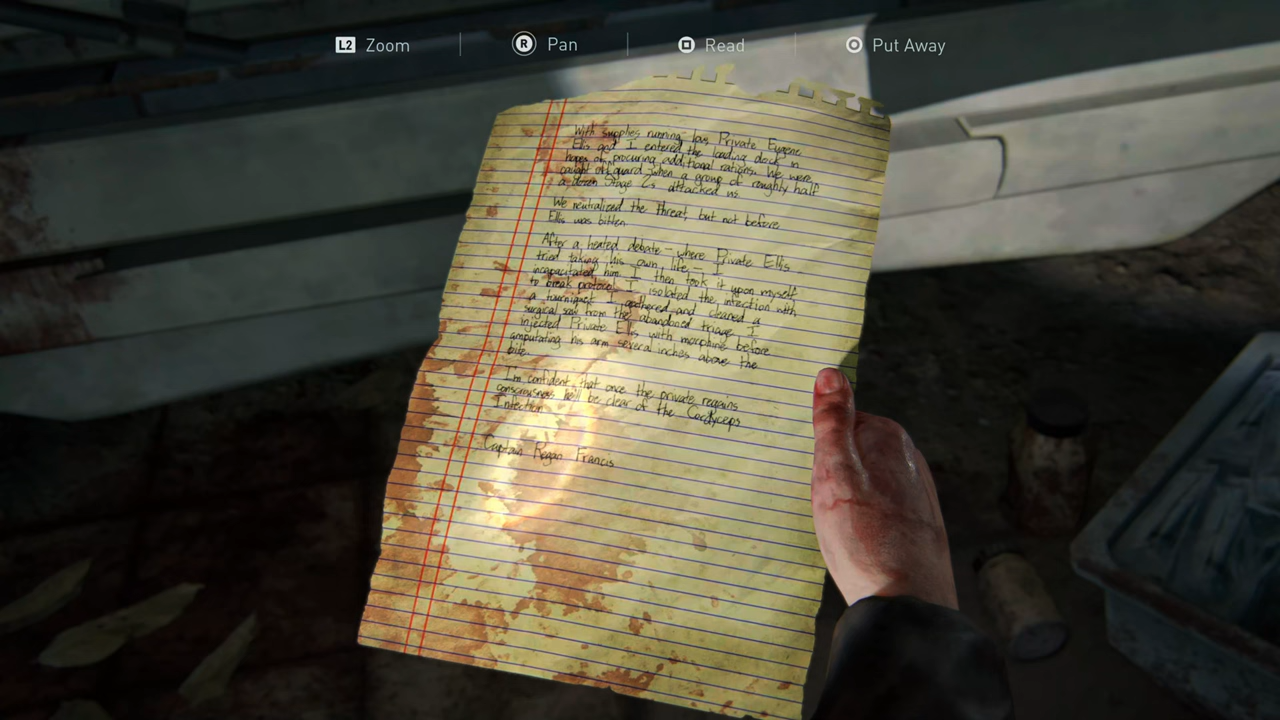 L2 Zoom R Pan Read Put Away
With supplies running low, Private Eugene
Ellis and I entered the loading dock in
hopes of procuring additional rations. We were
caught off guard when a group of roughly half
a dozen Stage 2s attacked us.
We neutralized the threat, but not before
Ellis was bitten.
After a heated debate - where Private Ellis
tried taking his own life - I
incapacitated him. I then took it upon myself
to break protocol. I isolated the infection with
a tourniquet. I gathered and cleaned a
surgical saw from the abandoned triage. I
injected Private Ellis with morphine before
amputating his arm several inches above the
bite.
I'm confident that once the private regains
consciousness he'll be clear of the Cordyceps
Infection.
Captain Regan Francis